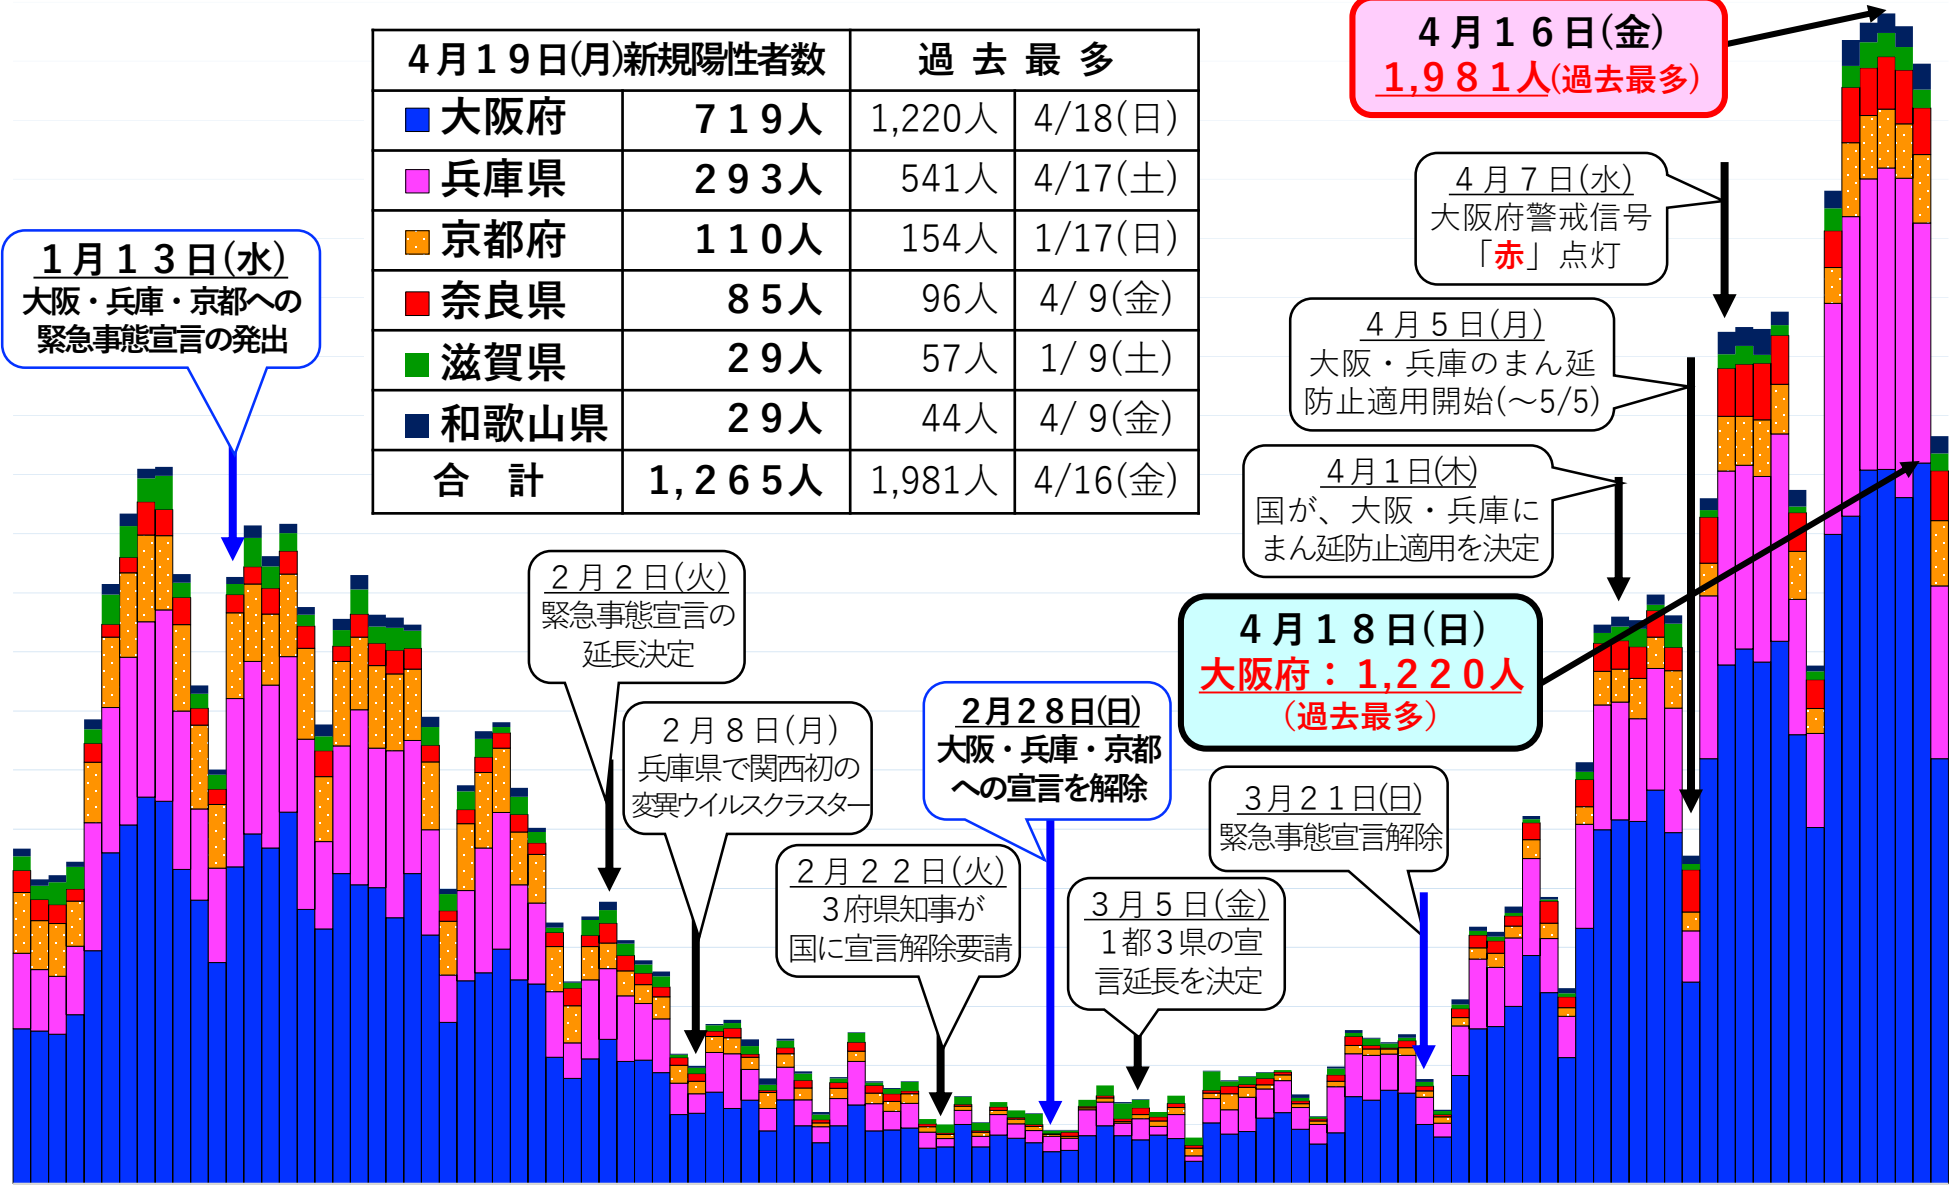 4月19日(月)新規陽性者数 過去最多
大阪府 719人 1,220人 4/18(日)
兵庫県 293人 541人 4/17(土)
京都府 110人 154人 1/17(日)
奈良県 85人 96人 4/ 9(金)
滋賀県 29人 57人 1/ 9(土)
和歌山県 29人 44人 4/ 9(金)
合 計 1,265人 1,981人 4/16(金)
4月16日(金)
1,981人(過去最多)
4月7日(水)
大阪府警戒信号
「赤」点灯
1月13日(水)
大阪・兵庫・京都への
緊急事態宣言の発出
4月5日(月)
大阪・兵庫のまん延
防止適用開始(～5/5)
4月1日(木)
国が、大阪・兵庫に
まん延防止適用を決定
2月2日(火)
緊急事態宣言の
延長決定
4月18日(日)
大阪府：1,220人
(過去最多)
2月8日(月)
兵庫県で関西初の
変異ウイルスクラスター
2月28日(日)
大阪・兵庫・京都
への宣言を解除
3月21日(日)
緊急事態宣言解除
2月22日(火)
3府県知事が
国に宣言解除要請
3月5日(金)
1都3県の宣
言延長を決定